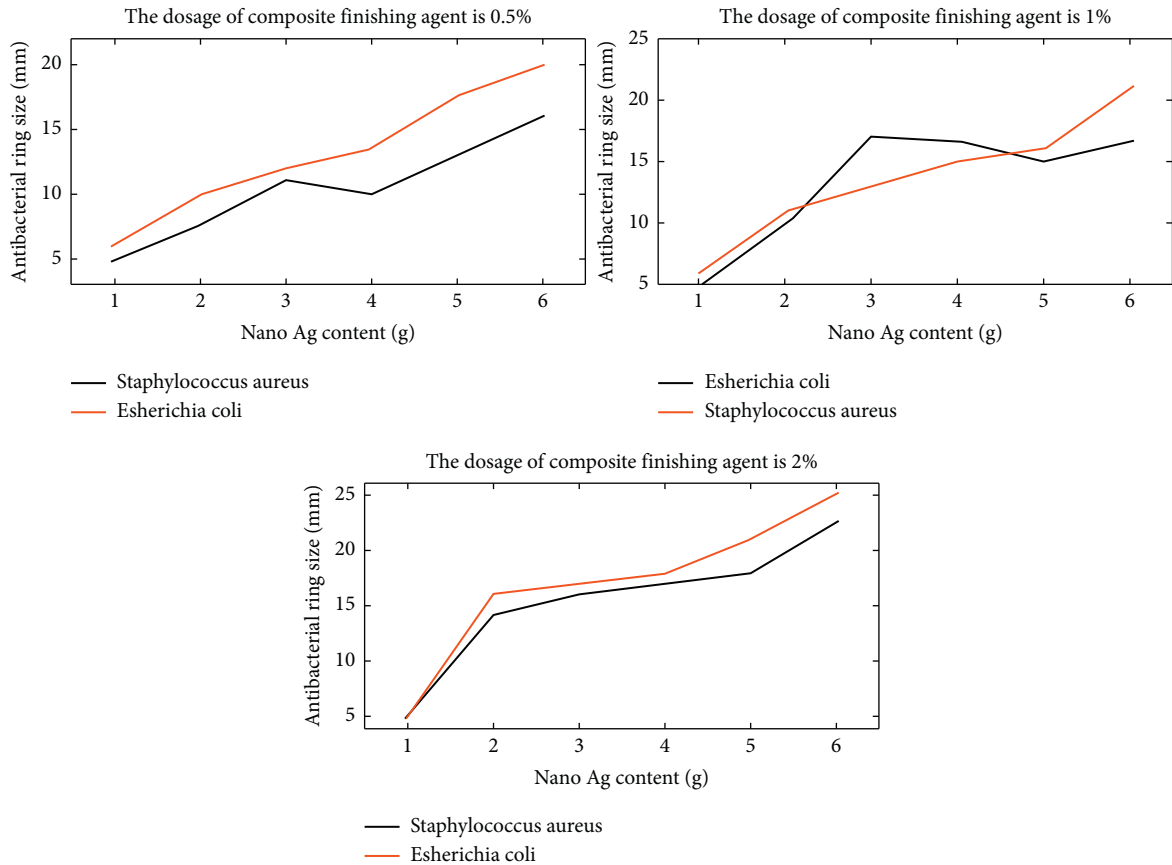 The dosage of composite finishing agent is 0.5%
Antibacterial ring size (mm)
20
15
10
5
1 2 3 4 5 6
Nano Ag content (g)
Staphylococcus aureus
Esherichia coli
The dosage of composite finishing agent is 1%
Antibacterial ring size (mm)
25
20
15
10
5
1 2 3 4 5 6
Nano Ag content (g)
Esherichia coli
Staphylococcus aureus
The dosage of composite finishing agent is 2%
Antibacterial ring size (mm)
25
20
15
10
5
1 2 3 4 5 6
Nano Ag content (g)
Staphylococcus aureus
Esherichia coli